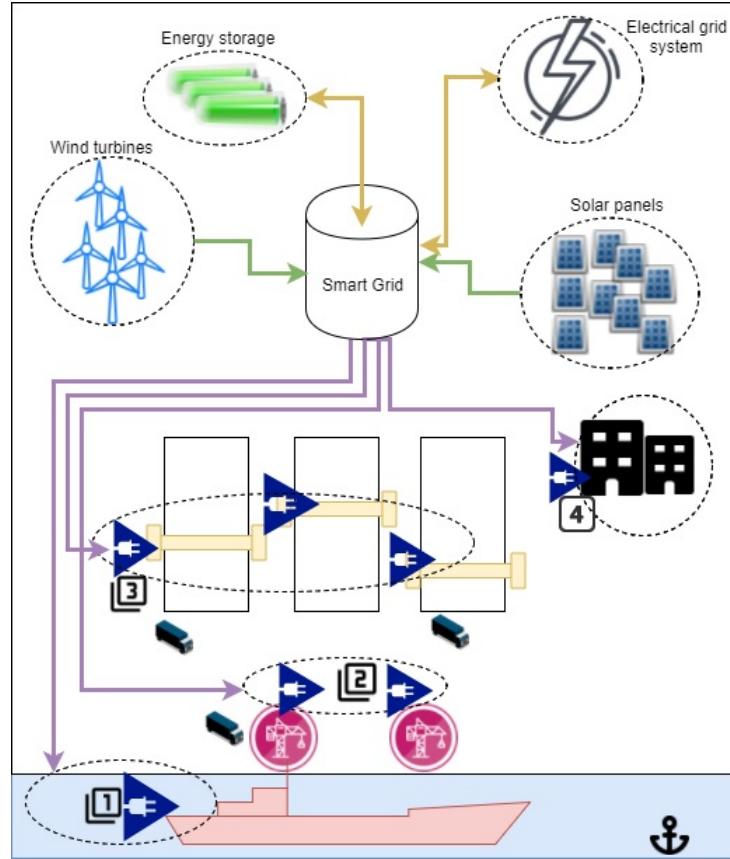 Energy storage
Electrical grid
system
Wind turbines
Solar panels
Smart Grid
4
3
2
1